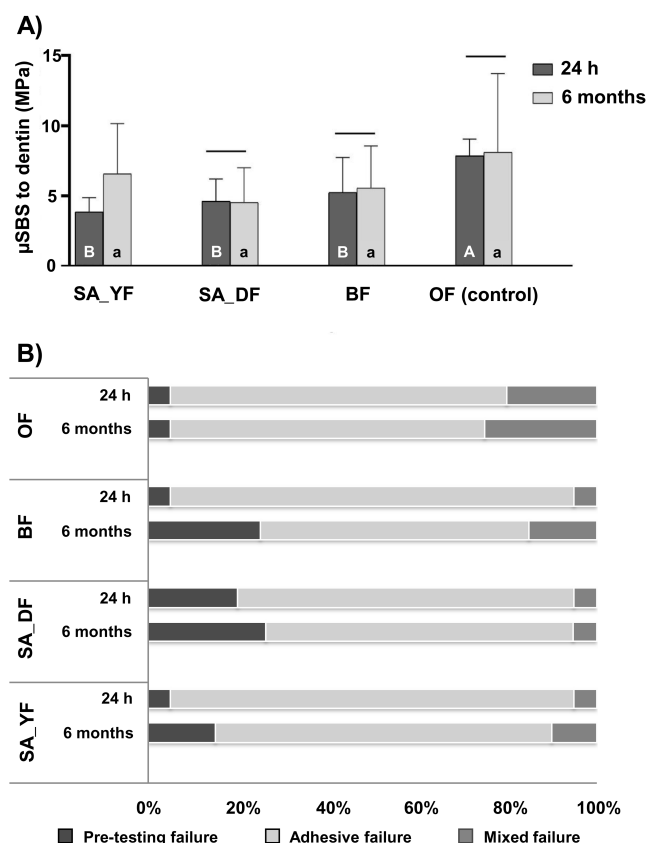 A)
15
10
5
0
µSBS to dentin (MPa)
24 h
6 months
B a
B a
B a
A a
SA_YF SA_DF BF OF (control)
B)
OF
24 h
6 months
BF
24 h
6 months
SA_DF
24 h
6 months
SA_YF
24 h
6 months
0% 20% 40% 60% 80% 100%
Pre-testing failure Adhesive failure Mixed failure